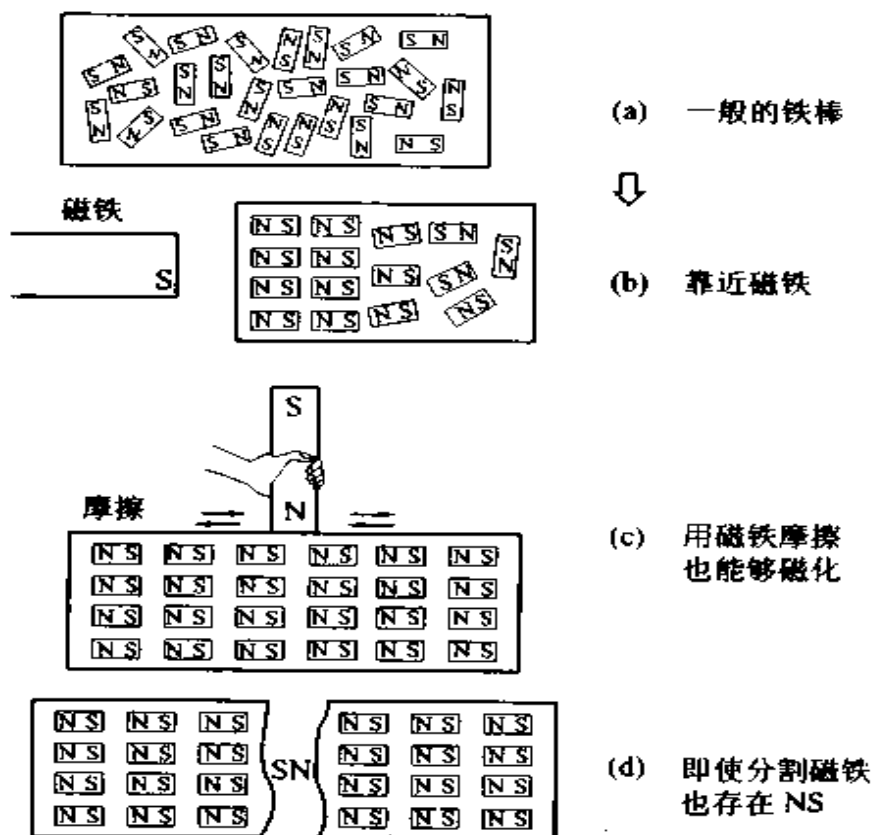 (a) 一般的铁棒
磁铁
S
N S N S N S S N S N
N S N S
N S N S N S S N
N S N S N S N S
(b) 靠近磁铁
S
N
摩擦
N S N S N S N S N S N S
N S N S N S N S N S N S
N S N S N S N S N S N S
N S N S N S N S N S N S
(c) 用磁铁摩擦
也能够磁化
N S N S N S N S N S N S
N S N S N S N S N S N S
SN
N S N S N S N S N S N S
N S N S N S N S N S N S
(d) 即使分割磁铁
也存在 NS